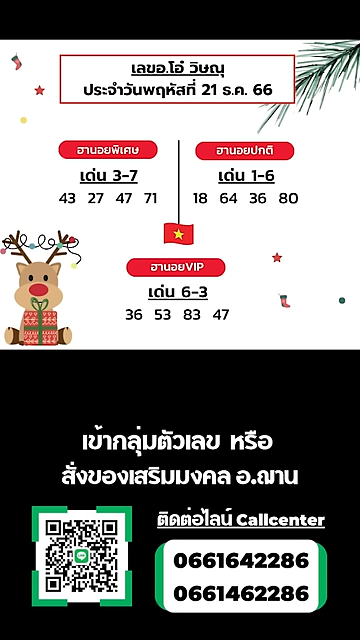 เลขอ.โอ๋ วิษณุ
ประจำวันพฤหัสที่ 21 ธ.ค. 66
ฮานอยพิเศษ
เด่น 3-7
43 27 47 71
ฮานอยปกติ
เด่น 1-6
18 64 36 80
ฮานอยVIP
เด่น 6-3
36 53 83 47
เข้ากลุ่มตัวเลข หรือ
สั่งของเสริมมงคล อ.ฌาน
ติดต่อไลน์ Callcenter
0661642286
0661462286